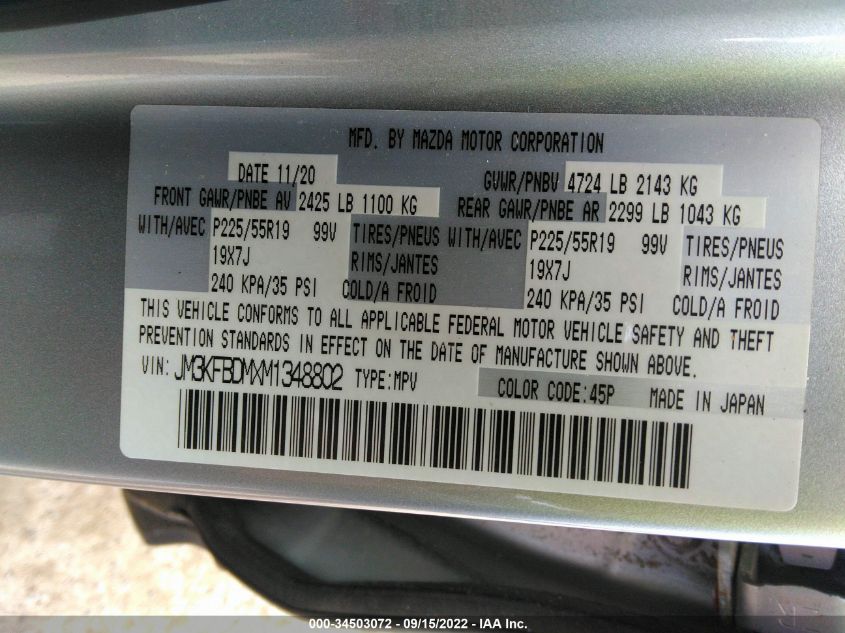 MFD. BY MAZDA MOTOR CORPORATION
DATE 11/20 GVWR/PNBV 4724 LB 2143 KG
FRONT GAWR/PNBE AV 2425 LB 1100 KG REAR GAWR/PNBE AR 2299 LB 1043 KG
WITH/AVEC P225/55R19 99V TIRES/PNEUS WITH/AVEC P225/55R19 99V TIRES/PNEUS
19X7J RIMS/JANTES 19X7J RIMS/JANTES
240 KPA/35 PSI COLD/A FROID 240 KPA/35 PSI COLD/A FROID
THIS VEHICLE CONFORMS TO ALL APPLICABLE FEDERAL MOTOR VEHICLE SAFETY AND THEFT
PREVENTION STANDARDS IN EFFECT ON THE DATE OF MANUFACTURE SHOWN ABOVE.
VIN: JM3KFBDMXM1348802 TYPE:MPV COLOR CODE:45P MADE IN JAPAN
000-34503072 - 09/15/2022 - IAA Inc.